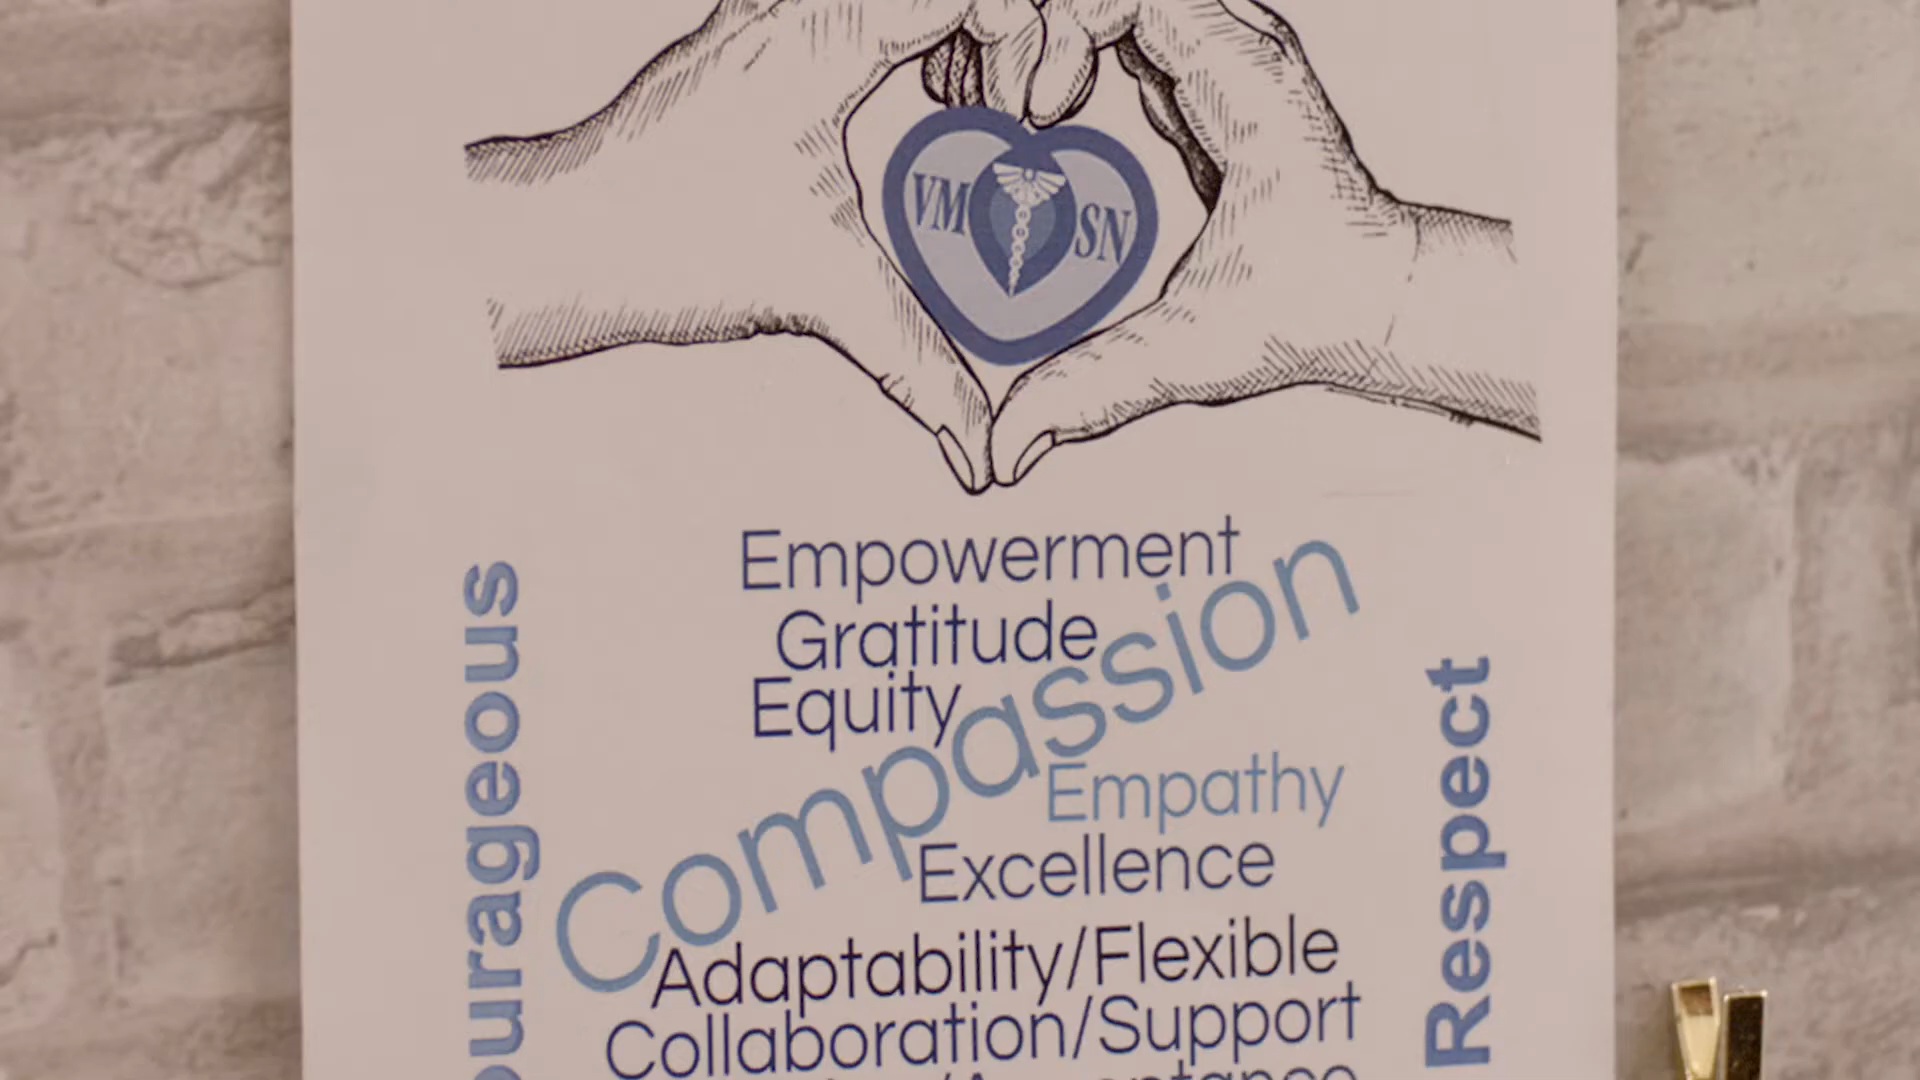 VM SN
Empowerment
Gratitude
Equity
Compassion
Empathy
Excellence
Adaptability/Flexible
Collaboration/Support
ourageous
Respect